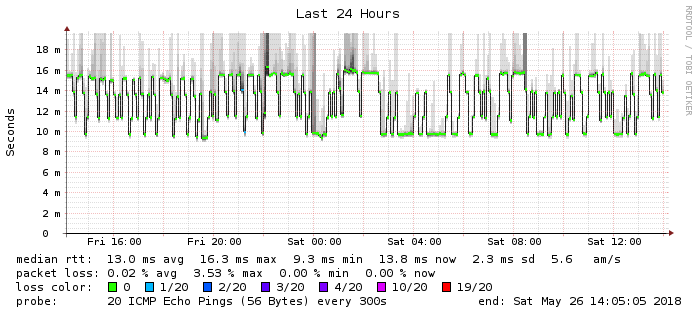 Last 24 Hours
RRDTOOL / TOBI OETIKER
Seconds
18 m
16 m
14 m
12 m
10 m
8 m
6 m
4 m
2 m
0
Fri 16:00 Fri 20:00 Sat 00:00 Sat 04:00 Sat 08:00 Sat 12:00
median rtt: 13.0 ms avg 16.3 ms max 9.3 ms min 13.8 ms now 2.3 ms sd 5.6 am/s
packet loss: 0.02 % avg 3.53 % max 0.00 % min 0.00 % now
loss color: 0 1/20 2/20 3/20 4/20 10/20 19/20
probe: 20 ICMP Echo Pings (56 Bytes) every 300s end: Sat May 26 14:05:05 2018